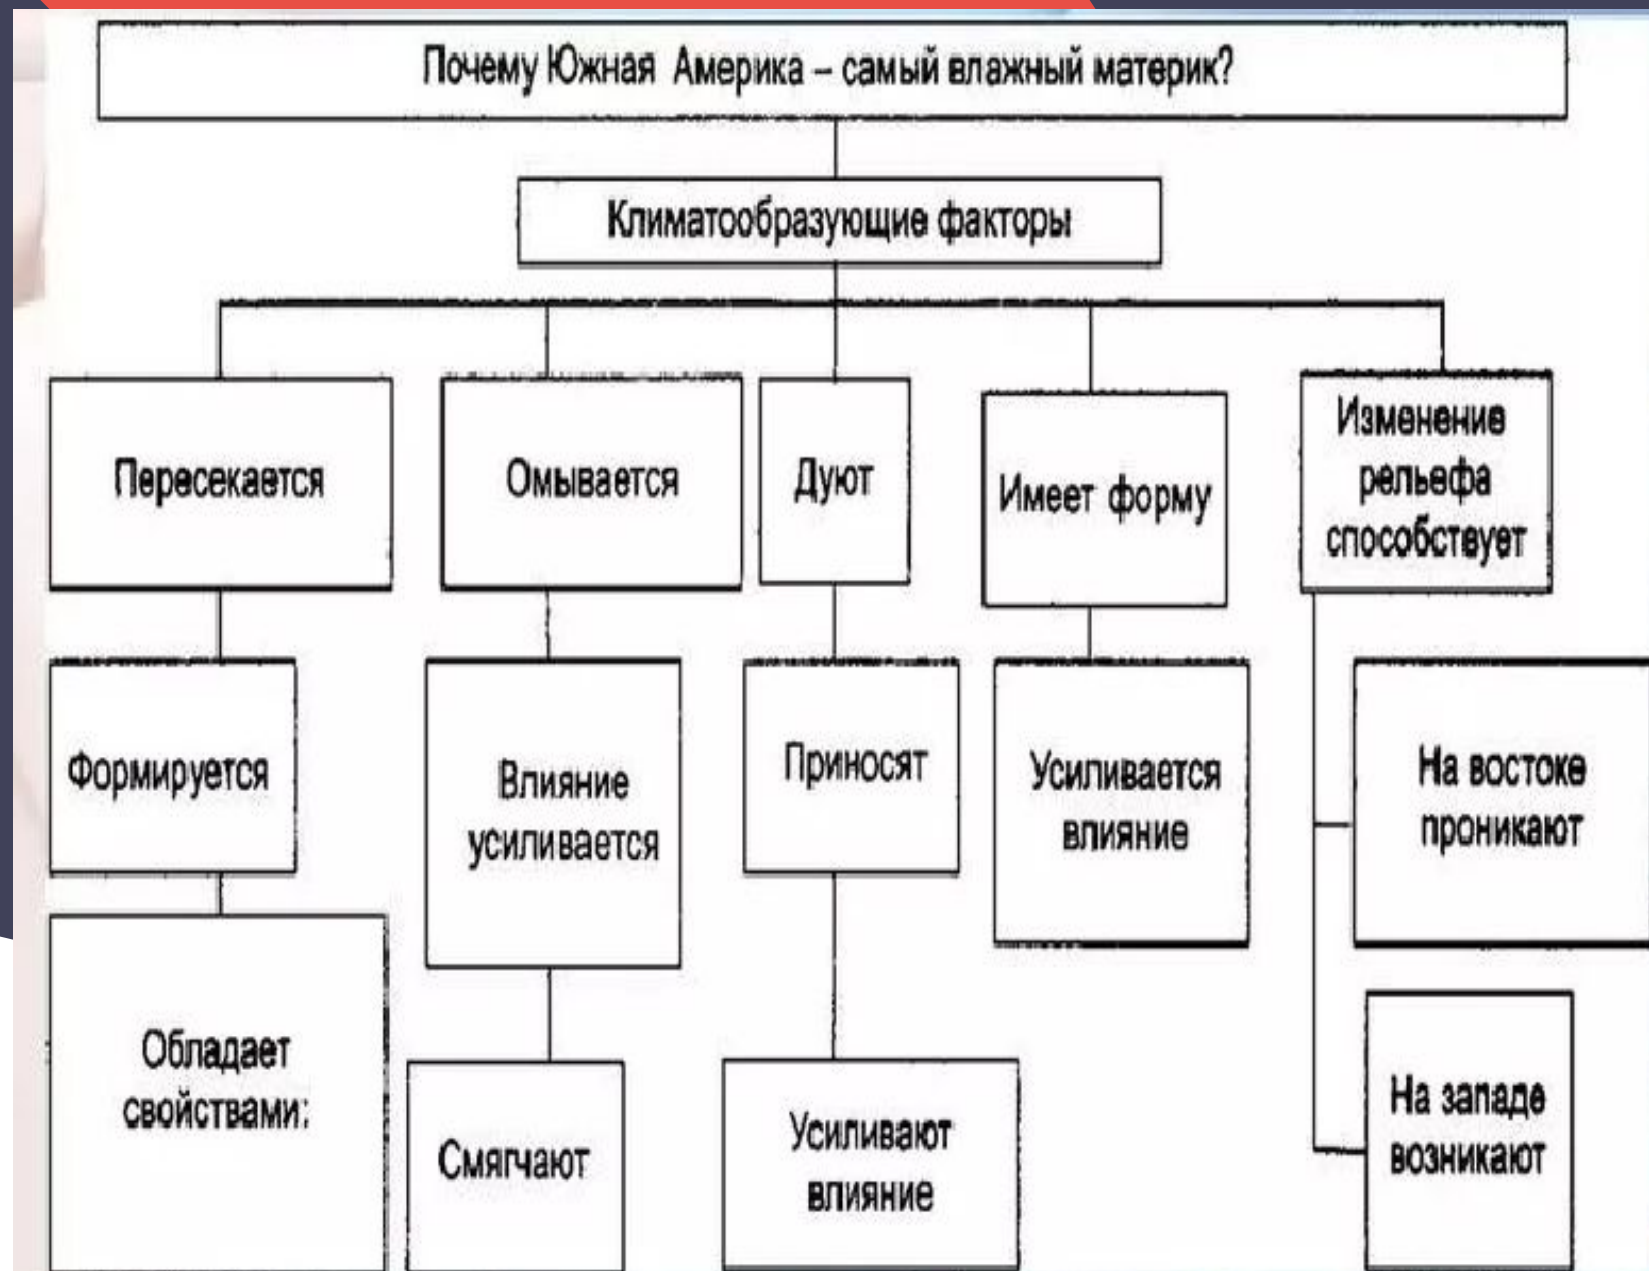 Почему Южная Америка – самый влажный материк?
Климатообразующие факторы
Пересекается
Омывается
Дуют
Имеет форму
Изменение
рельефа
способствует
Формируется
Влияние
усиливается
Приносят
Усиливается
влияние
На востоке
проникают
Обладает
свойствами:
Смягчают
Усиливают
влияние
На западе
возникают